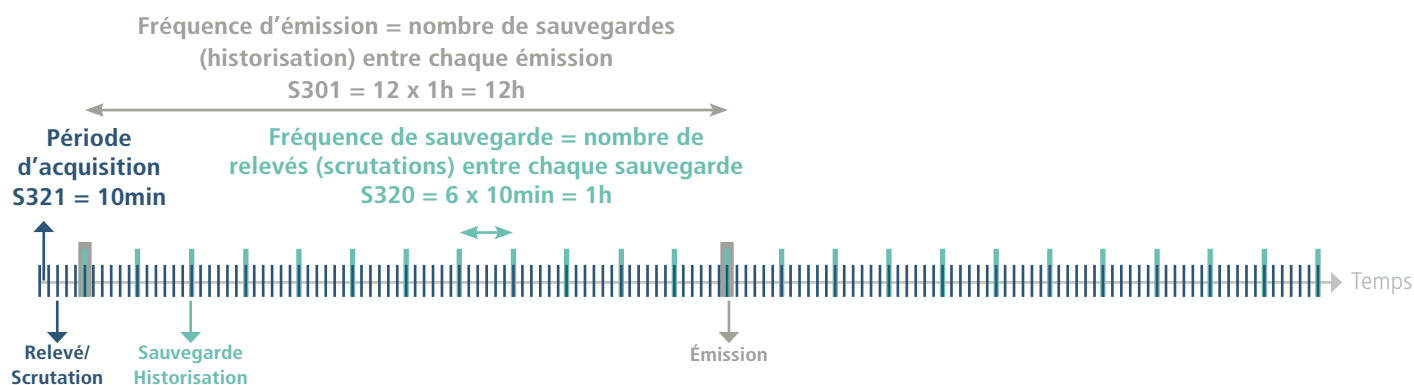 Fréquence d’émission = nombre de sauvegardes
(historisation) entre chaque émission
S301 = 12 x 1h = 12h
Période
d’acquisition
S321 = 10min
Fréquence de sauvegarde = nombre de
relevés (scrutations) entre chaque sauvegarde
S320 = 6 x 10min = 1h
Temps
Relevé/
Scrutation
Sauvegarde
Historisation
Émission